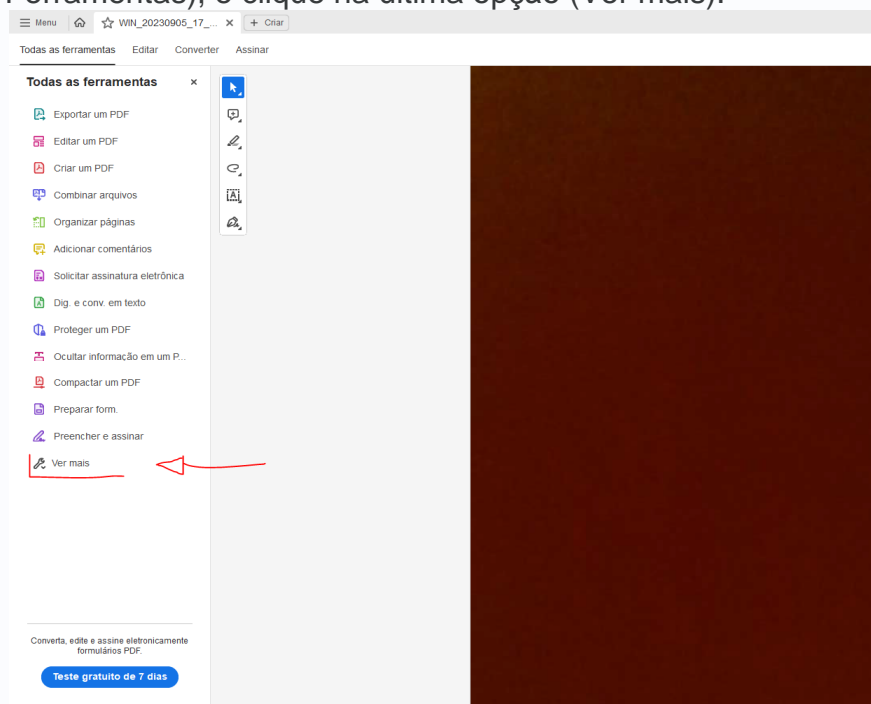 Ferramentas), e clique na última opção (Ver mais).
Menu WIN_20230905_17_... × + Criar
Todas as ferramentas Editar Converter Assinar
Todas as ferramentas ×
Exportar um PDF
Editar um PDF
Criar um PDF
Combinar arquivos
Organizar páginas
Adicionar comentários
Solicitar assinatura eletrônica
Dig. e conv. em texto
Proteger um PDF
Ocultar informação em um P...
Compactar um PDF
Preparar form.
Preencher e assinar
Ver mais
Converta, edite e assine eletronicamente
formulários PDF.
Teste gratuito de 7 dias